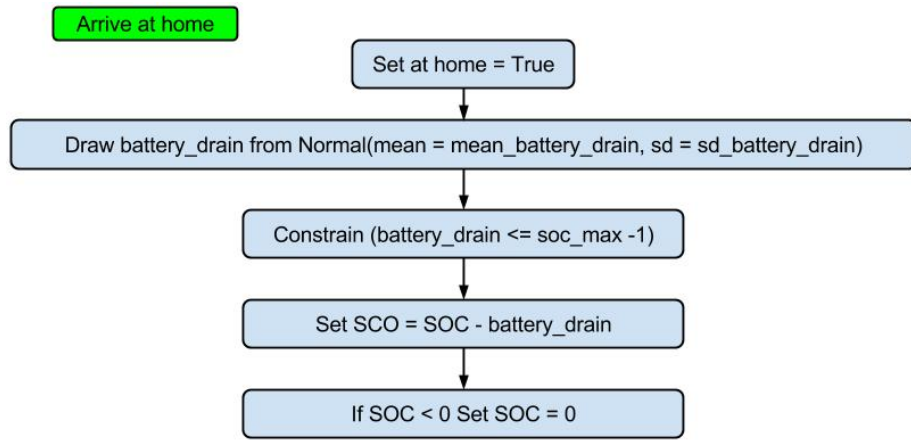 Arrive at home
Set at home = True
Draw battery_drain from Normal(mean = mean_battery_drain, sd = sd_battery_drain)
Constrain (battery_drain <= soc_max -1)
Set SCO = SOC - battery_drain
If SOC < 0 Set SOC = 0